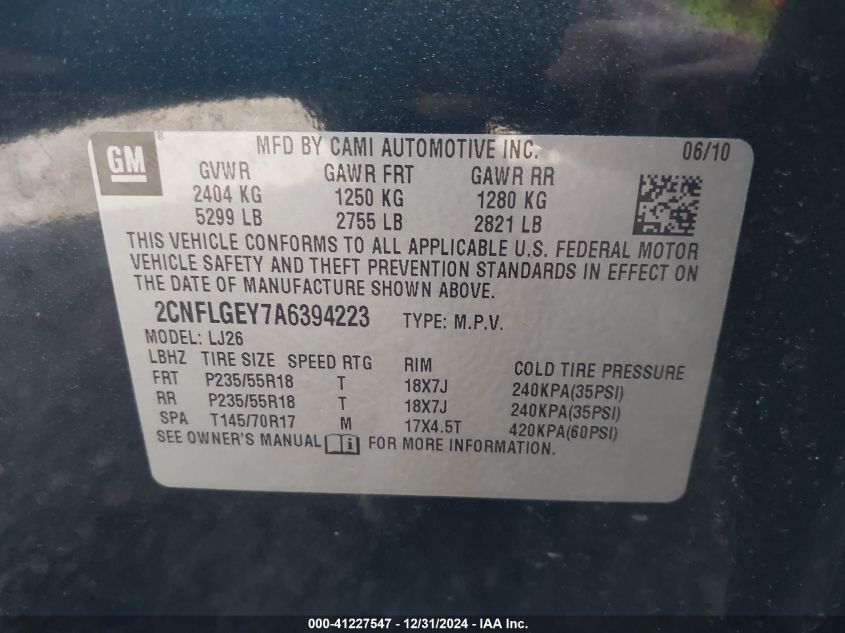 GM
®
MFD BY CAMI AUTOMOTIVE INC. 06/10
GVWR GAWR FRT GAWR RR
2404 KG 1250 KG 1280 KG
5299 LB 2755 LB 2821 LB
THIS VEHICLE CONFORMS TO ALL APPLICABLE U.S. FEDERAL MOTOR
VEHICLE SAFETY AND THEFT PREVENTION STANDARDS IN EFFECT ON
THE DATE OF MANUFACTURE SHOWN ABOVE.
2CNFLGEY7A6394223 TYPE: M.P.V.
MODEL: LJ26
LBHZ TIRE SIZE SPEED RTG RIM COLD TIRE PRESSURE
FRT P235/55R18 T 18X7J 240KPA(35PSI)
RR P235/55R18 T 18X7J 240KPA(35PSI)
SPA T145/70R17 M 17X4.5T 420KPA(60PSI)
SEE OWNER'S MANUAL i FOR MORE INFORMATION.
000-41227547 - 12/31/2024 - IAA Inc.